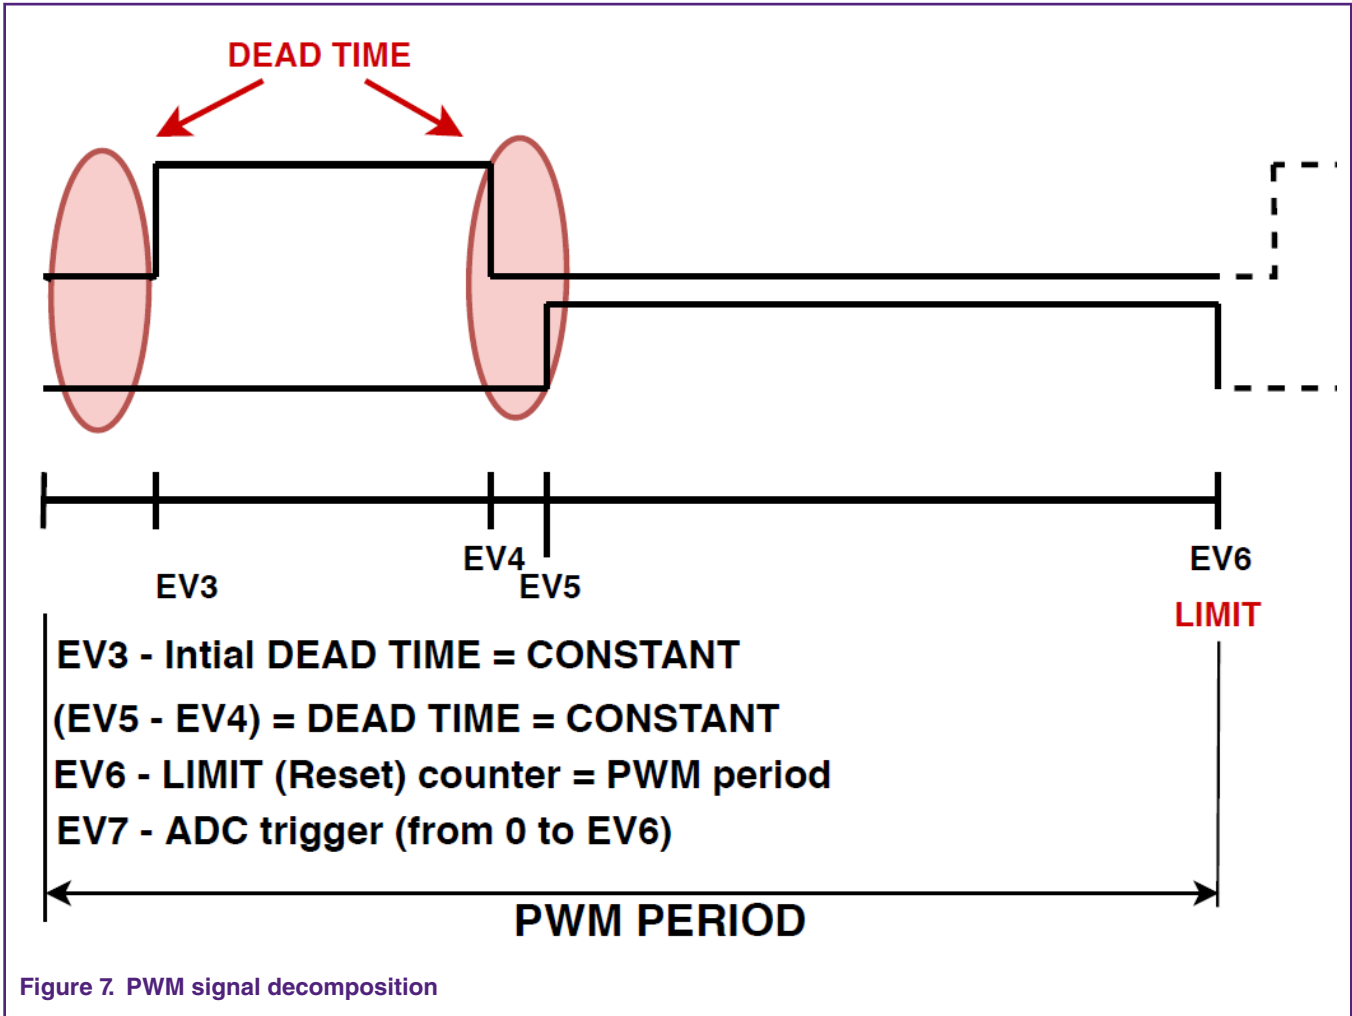 DEAD TIME
EV4
EV6
EV3
EV5
LIMIT
EV3 - Intial DEAD TIME = CONSTANT
(EV5 - EV4) = DEAD TIME = CONSTANT
EV6 - LIMIT (Reset) counter = PWM period
EV7 - ADC trigger (from 0 to EV6)
PWM PERIOD
Figure 7. PWM signal decomposition